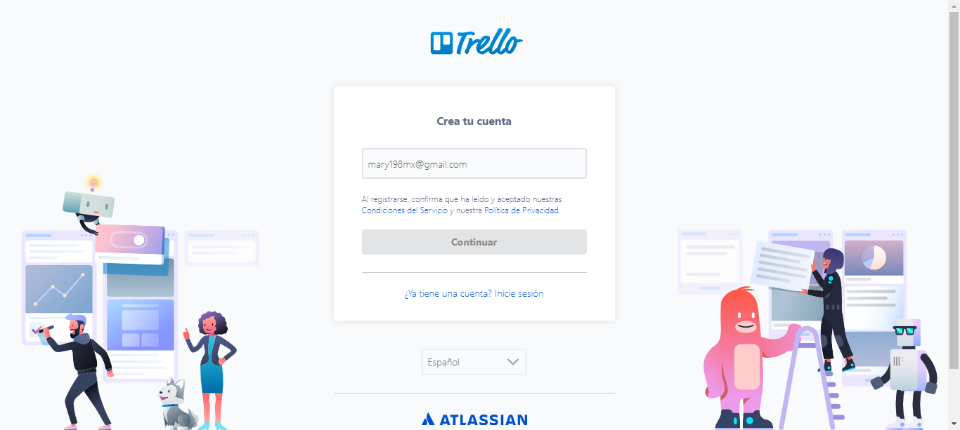 Trello
Crea tu cuenta
mary198mx@gmail.com
Al registrarse, confirma que ha leído y aceptado nuestras
Condiciones del Servicio y nuestra Política de Privacidad.
Continuar
¿Ya tiene una cuenta? Inicie sesión
Español
ATLASSIAN